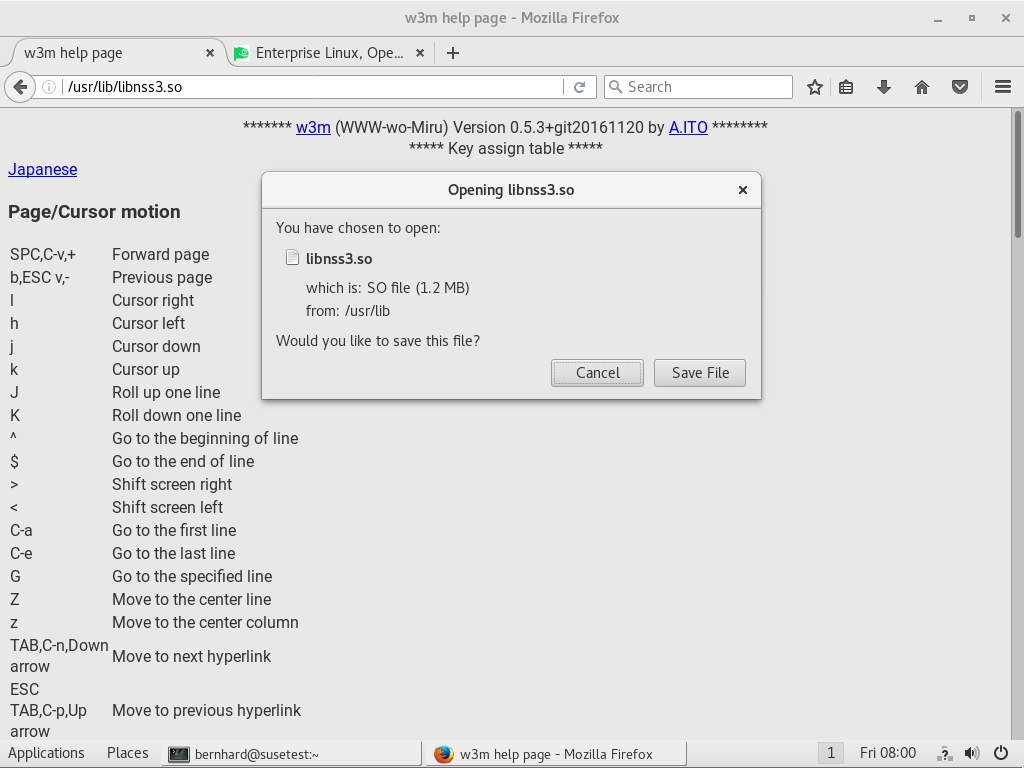 w3m help page - Mozilla Firefox
w3m help page
Enterprise Linux, Ope...
/usr/lib/libnss3.so
Search
******* w3m (WWW-wo-Miru) Version 0.5.3+git20161120 by A.ITO ********
***** Key assign table *****
Japanese
Page/Cursor motion
SPC,C-v,+ Forward page
b,ESC v,- Previous page
l Cursor right
h Cursor left
j Cursor down
k Cursor up
J Roll up one line
K Roll down one line
^ Go to the beginning of line
$ Go to the end of line
> Shift screen right
< Shift screen left
C-a Go to the first line
C-e Go to the last line
G Go to the specified line
Z Move to the center line
z Move to the center column
TAB,C-n,Down
arrow
Move to next hyperlink
ESC
TAB,C-p,Up
arrow
Move to previous hyperlink
Opening libnss3.so
You have chosen to open:
libnss3.so
which is: SO file (1.2 MB)
from: /usr/lib
Would you like to save this file?
Cancel
Save File
Applications
Places
bernhard@susetest:~
w3m help page - Mozilla Firefox
1
Fri 08:00